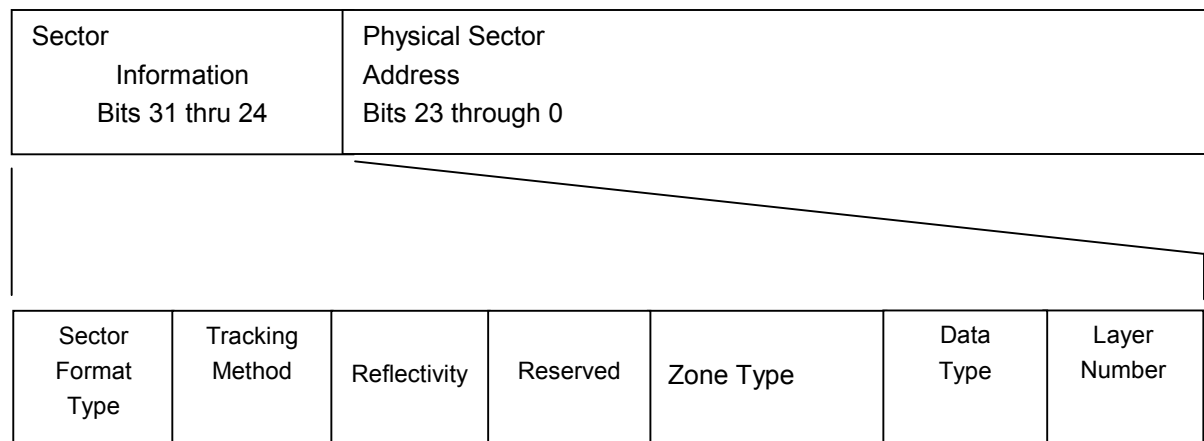 Sector
Information
Bits 31 thru 24
Physical Sector
Address
Bits 23 through 0
Sector
Format
Type
Tracking
Method
Reflectivity
Reserved
Zone Type
Data
Type
Layer
Number